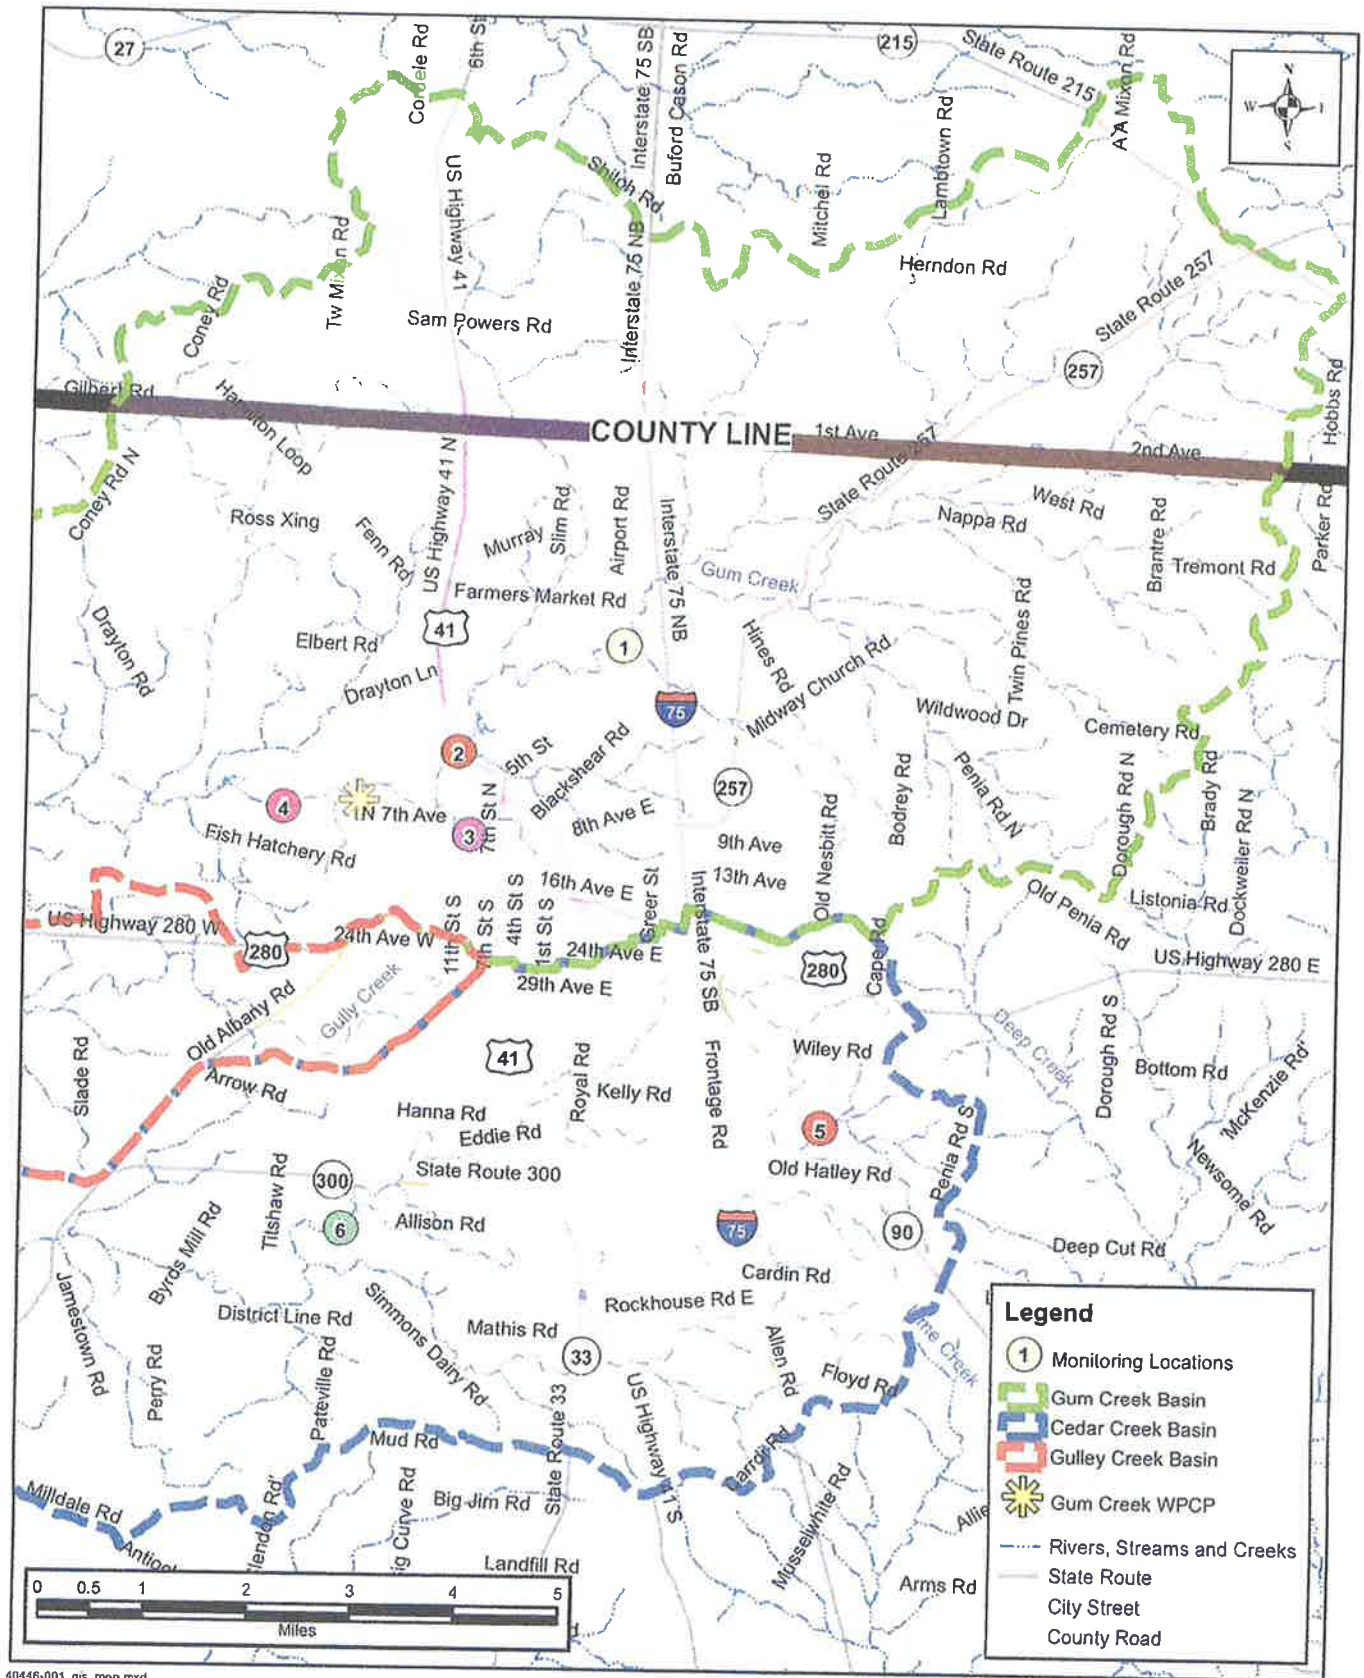 27
Cordele Rd
6th St
Interstate 75 SB
Buford Cason Rd
215
State Route 215
A A Mixon Rd
N
W
S
Lambtown Rd
Mitchel Rd
Shiloh Rd
US Highway 41
Tw Mixon Rd
Interstate 75 NB
Herndon Rd
State Route 257
Coney Rd
Sam Powers Rd
257
Gilbert Rd
Hamilton Loop
COUNTY LINE
1st Ave
2nd Ave
Hobbs Rd
Coney Rd N
US Highway 41 N
State Route 257
Ross Xing
Fenn Rd
Murray
Slim Rd
Airport Rd
Interstate 75 NB
Nappa Rd
West Rd
Brantre Rd
Parker Rd
Tremont Rd
Gum Creek
Farmers Market Rd
Drayton Rd
Elbert Rd
41
1
Hines Rd
Twin Pines Rd
Drayton Ln
Midway Church Rd
75
Wildwood Dr
Cemetery Rd
2
5th St
Blackshear Rd
257
Bodrey Rd
Penia Rd N
Dorough Rd N
Brady Rd
Dockweiler Rd N
4
N 7th Ave
3
7th St N
8th Ave E
Old Nesbitt Rd
Fish Hatchery Rd
9th Ave
13th Ave
16th Ave E
Greer St
Old Penia Rd
Listonia Rd
US Highway 280 W
280
24th Ave W
11th St S
7th St S
4th St S
1st St S
24th Ave E
29th Ave E
Interstate 75 SB
280
Cape Rd
US Highway 280 E
Old Albany Rd
Gully Creek
Deep Creek
Dorough Rd S
Slade Rd
Arrow Rd
41
Royal Rd
Kelly Rd
Frontage Rd
Wiley Rd
Bottom Rd
"McKenzie Rd"
Hanna Rd
Eddie Rd
5
Penia Rd S
Newsome Rd
State Route 300
300
Old Hatley Rd
Titshaw Rd
Byrds Mill Rd
6
Allison Rd
75
90
Deep Cut Rd
Jamestown Rd
Cardin Rd
District Line Rd
Simmons Dairy Rd
Rockhouse Rd E
Mathis Rd
33
Perry Rd
Pateville Rd
Allen Rd
Floyd Rd
State Route 33
US Highway 41 S
Mud Rd
Milldale Rd
Big Jim Rd
Musselwhite Rd
Allie
Landfill Rd
Arms Rd
Legend
1 Monitoring Locations
Gum Creek Basin
Cedar Creek Basin
Gulley Creek Basin
Gum Creek WPCP
Rivers, Streams and Creeks
State Route
City Street
County Road
0 0.5 1 2 3 4 5
Miles